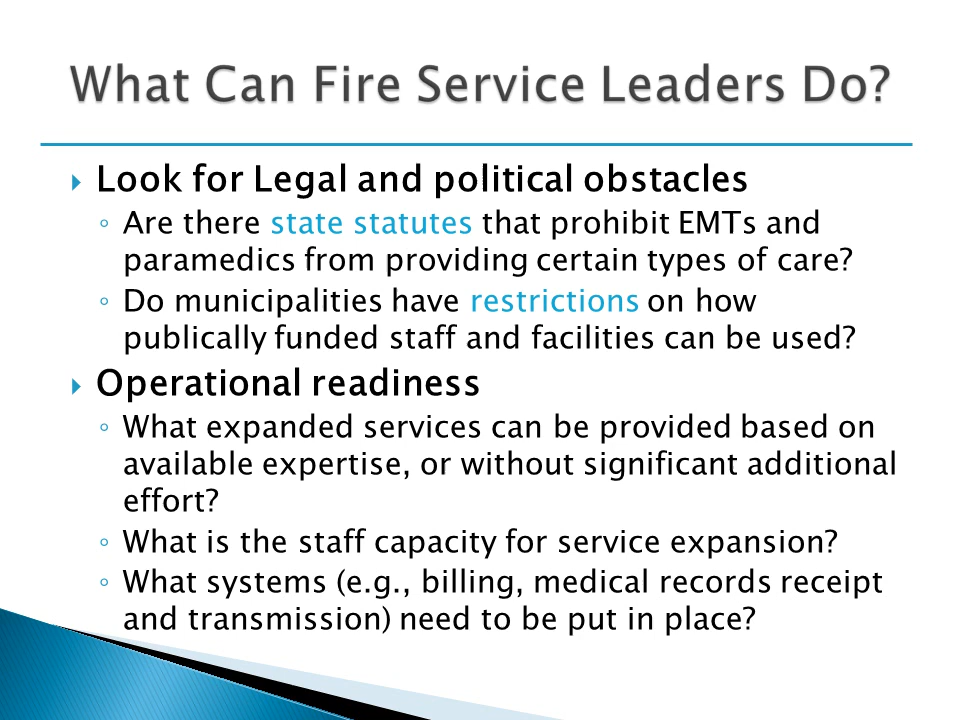 What Can Fire Service Leaders Do?
Look for Legal and political obstacles
Are there state statutes that prohibit EMTs and
paramedics from providing certain types of care?
Do municipalities have restrictions on how
publically funded staff and facilities can be used?
Operational readiness
What expanded services can be provided based on
available expertise, or without significant additional
effort?
What is the staff capacity for service expansion?
What systems (e.g., billing, medical records receipt
and transmission) need to be put in place?